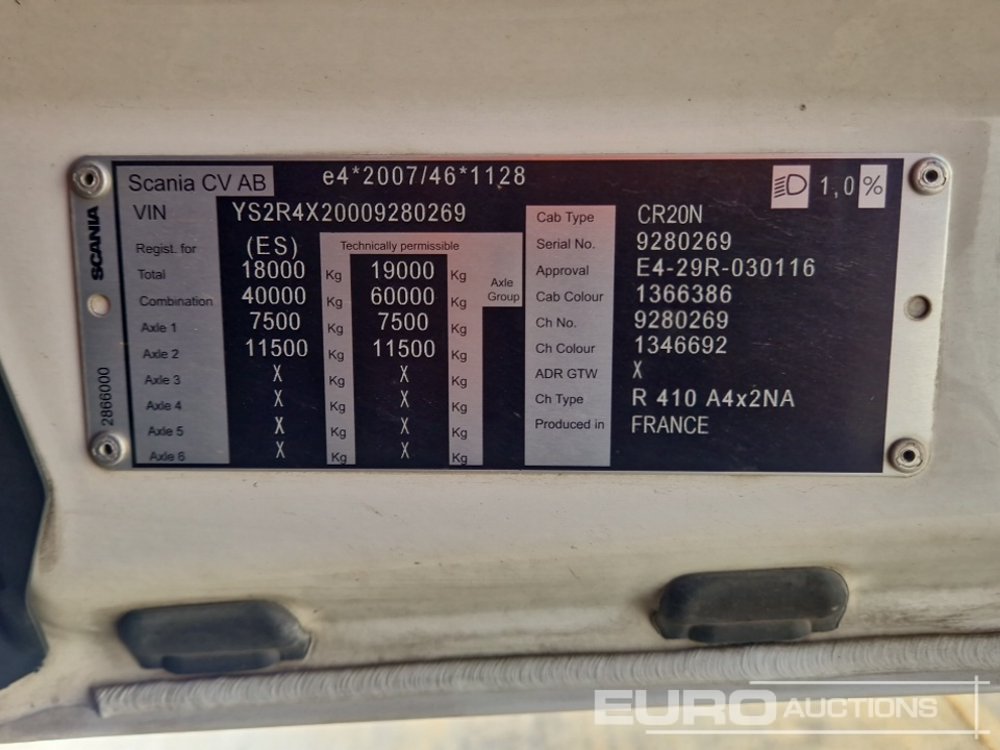 Scania CV AB e4*2007/46*1128 1,0%
VIN YS2R4X20009280269
Regist. for (ES) Technically permissible
Total 18000 Kg 19000 Kg Axle Group
Combination 40000 Kg 60000 Kg
Axle 1 7500 Kg 7500 Kg
Axle 2 11500 Kg 11500 Kg
Axle 3 X Kg X Kg
Axle 4 X Kg X Kg
Axle 5 X Kg X Kg
Axle 6 X Kg X Kg
Cab Type CR20N
Serial No. 9280269
Approval E4-29R-030116
Cab Colour 1366386
Ch No. 9280269
Ch Colour 1346692
ADR GTW X
Ch Type R 410 A4x2NA
Produced in FRANCE
SCANIA
2866000
EURO AUCTIONS